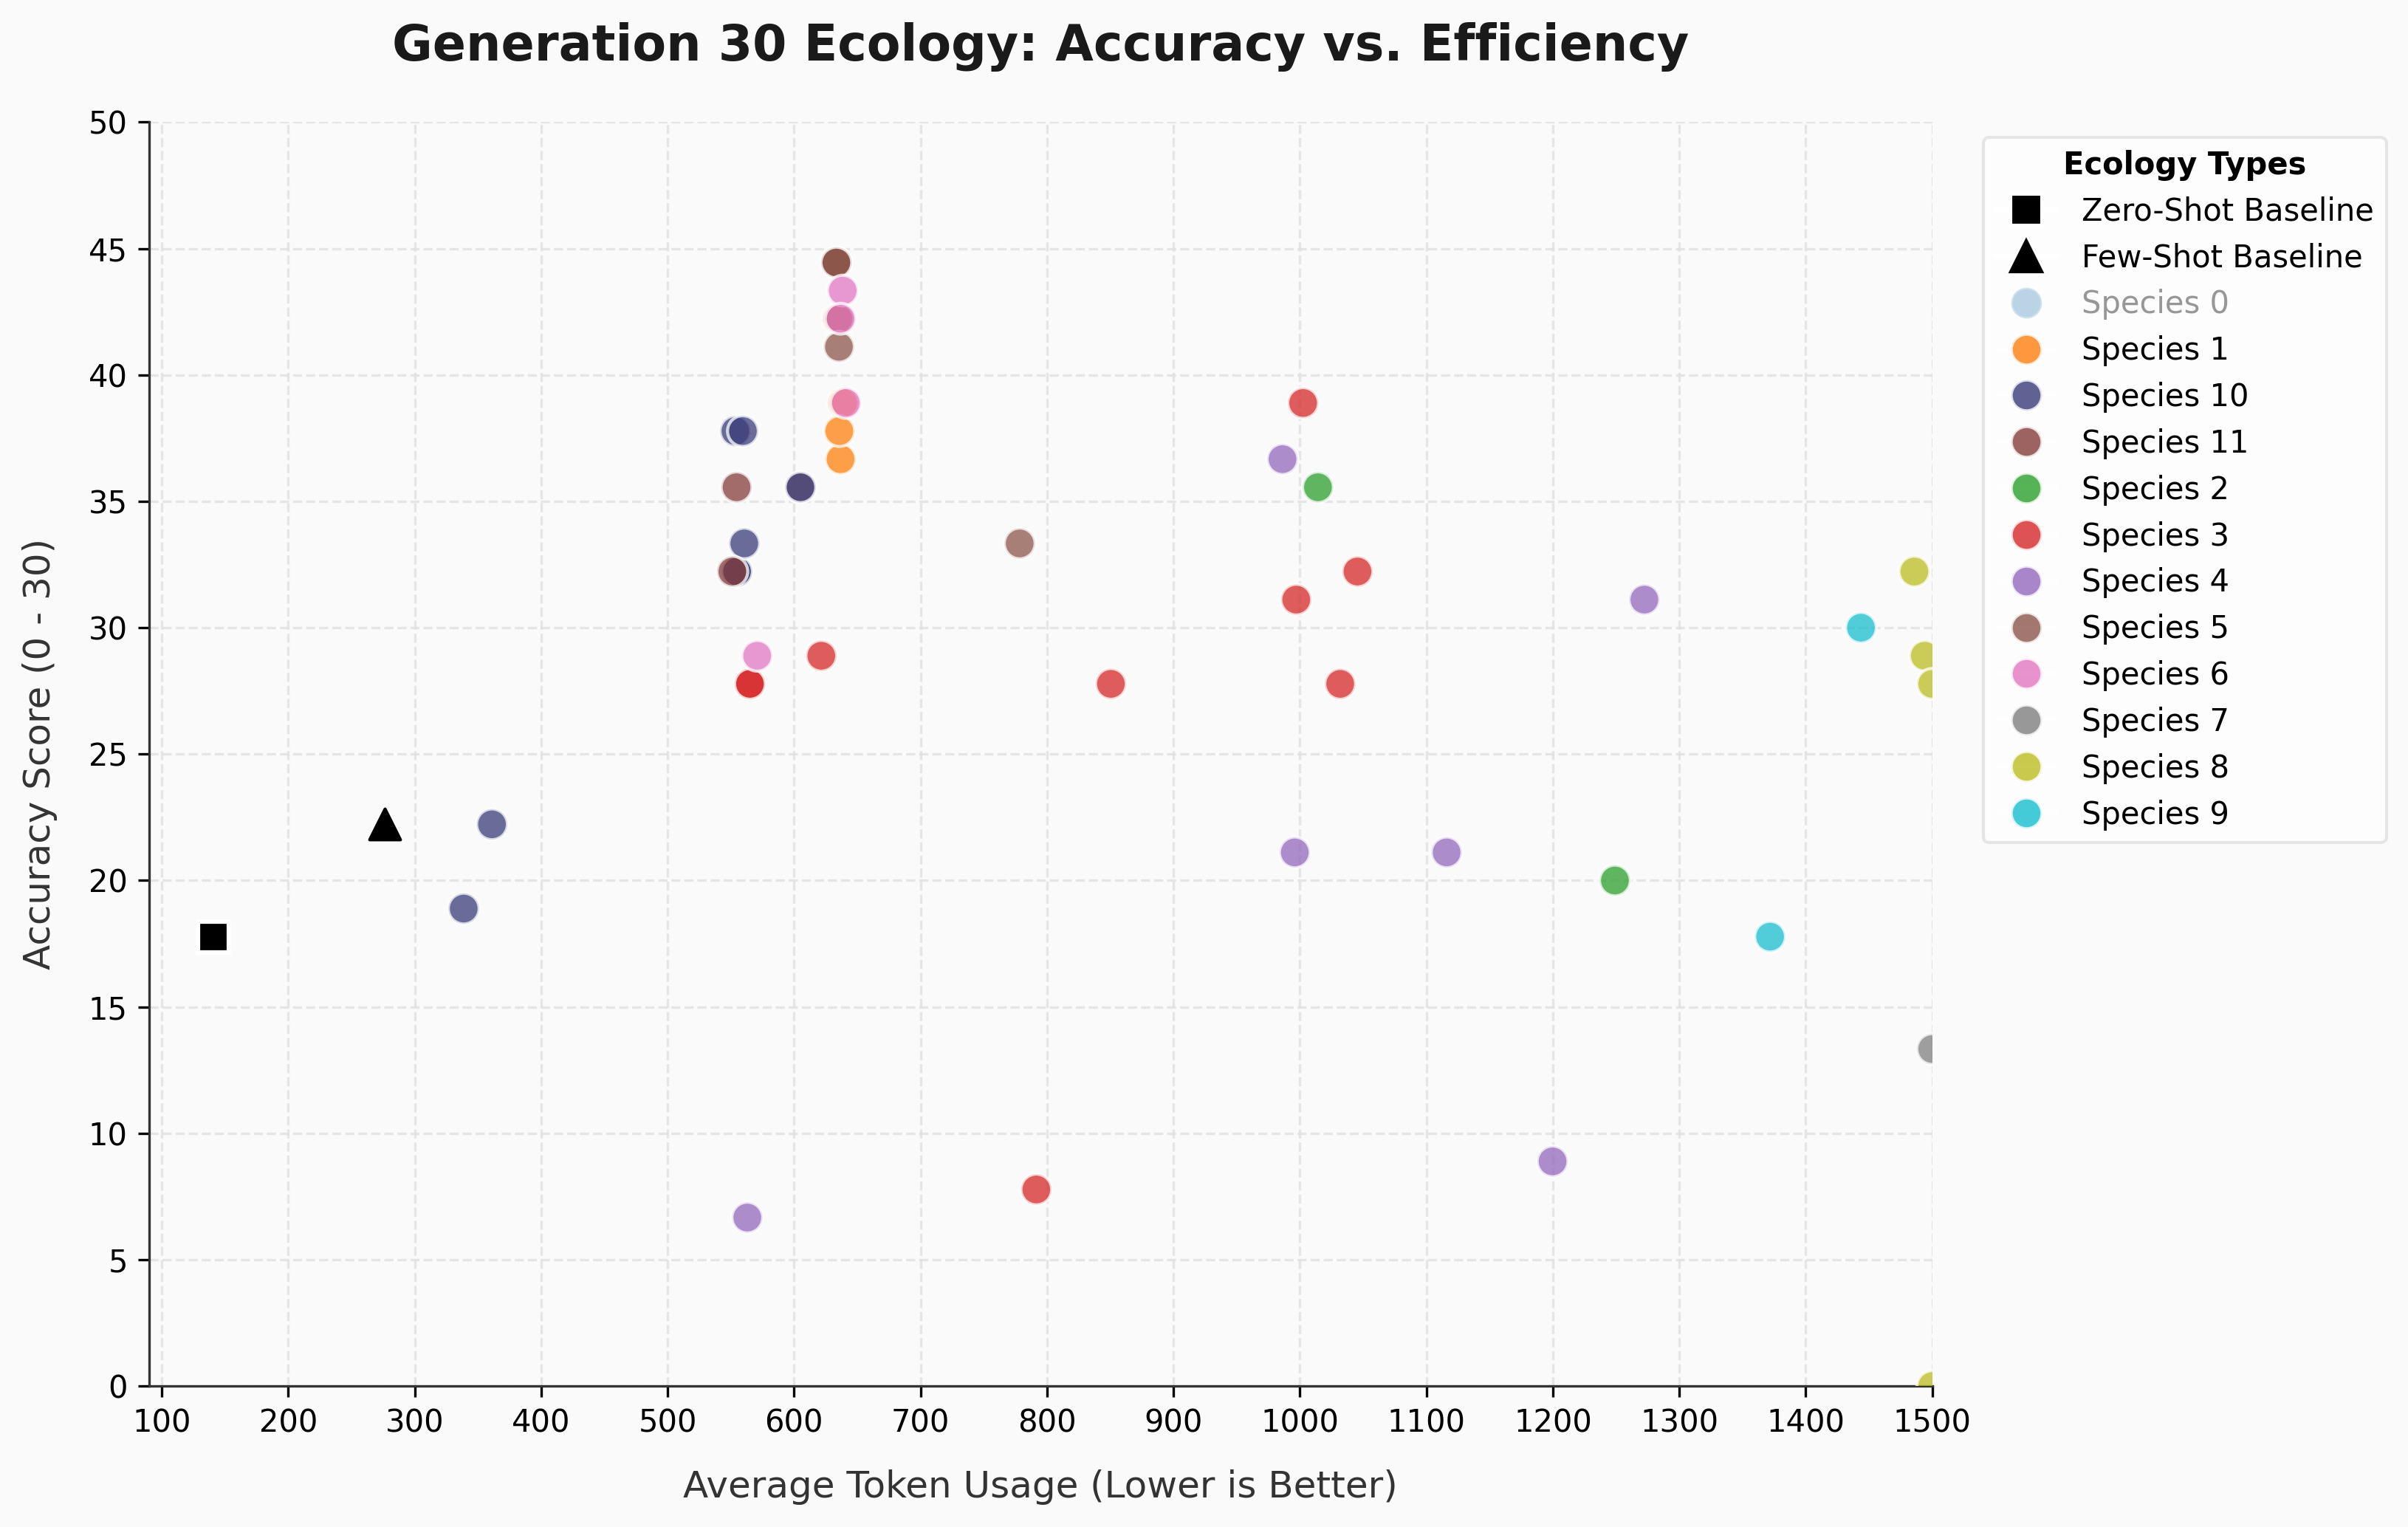 Generation 30 Ecology: Accuracy vs. Efficiency
50
45
40
35
30
25
20
15
10
5
0
Accuracy Score (0 - 30)
100 200 300 400 500 600 700 800 900 1000 1100 1200 1300 1400 1500
Average Token Usage (Lower is Better)
Ecology Types
Zero-Shot Baseline
Few-Shot Baseline
Species 0
Species 1
Species 10
Species 11
Species 2
Species 3
Species 4
Species 5
Species 6
Species 7
Species 8
Species 9